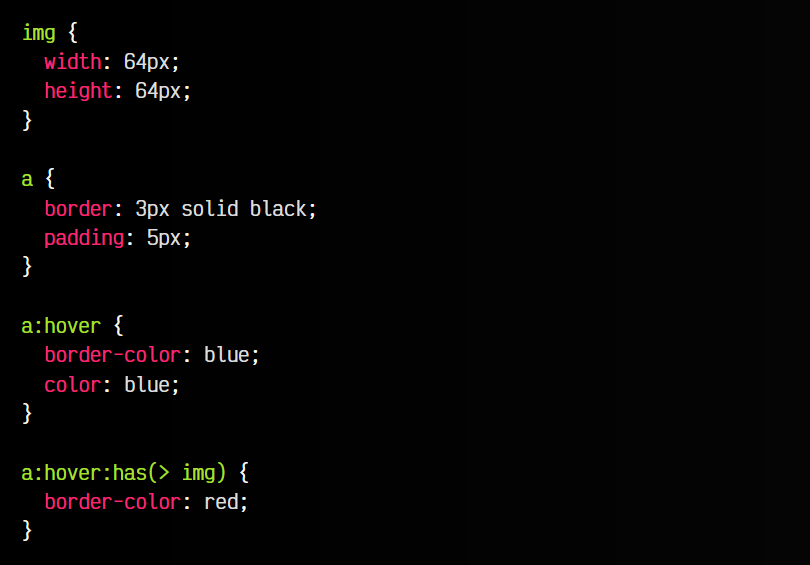 img {
  width: 64px;
  height: 64px;
}

a {
  border: 3px solid black;
  padding: 5px;
}

a:hover {
  border-color: blue;
  color: blue;
}

a:hover:has(> img) {
  border-color: red;
}